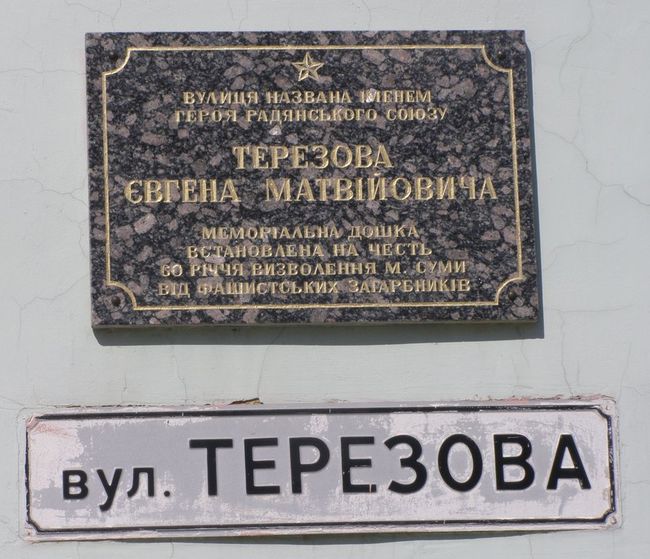 ВУЛИЦЯ НАЗВАНА ІМЕНЕМ
ГЕРОЯ РАДЯНСЬКОГО СОЮЗУ
ТЕРЕЗОВА
ЄВГЕНА МАТВІЙОВИЧА
МЕМОРІАЛЬНА ДОШКА
ВСТАНОВЛЕНА НА ЧЕСТЬ
60 РІЧЧЯ ВИЗВОЛЕННЯ М. СУМИ
ВІД ФАШИСТСЬКИХ ЗАГАРБНИКІВ
вул. ТЕРЕЗОВА